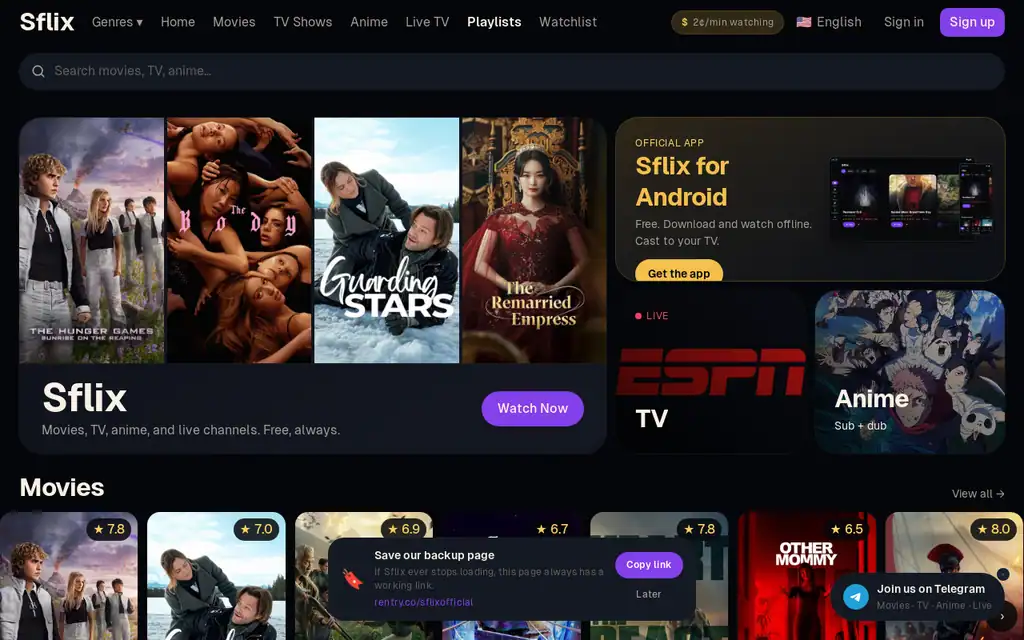 Sflix
Genres ▾
Home
Movies
TV Shows
Anime
Live TV
Playlists
Watchlist
$ 2¢/min watching
English
Sign in
Sign up
Search movies, TV, anime...
THE HUNGER GAMES
SUNRISE ON THE REAPING
The
Body
Guarding
STARS
The
Remarried
Empress
Sflix
Movies, TV, anime, and live channels. Free, always.
Watch Now
OFFICIAL APP
Sflix for
Android
Free. Download and watch offline.
Cast to your TV.
Get the app
LIVE
ESPN
TV
Anime
Sub + dub
Movies
View all →
★ 7.8
★ 7.0
★ 6.9
★ 6.7
★ 7.8
★ 6.5
★ 8.0
OTHER
MOMMY
Save our backup page
If Sflix ever stops loading, this page always has a
working link.
rentry.co/sflixofficial
Copy link
Later
Join us on Telegram
Movies · TV · Anime · Live